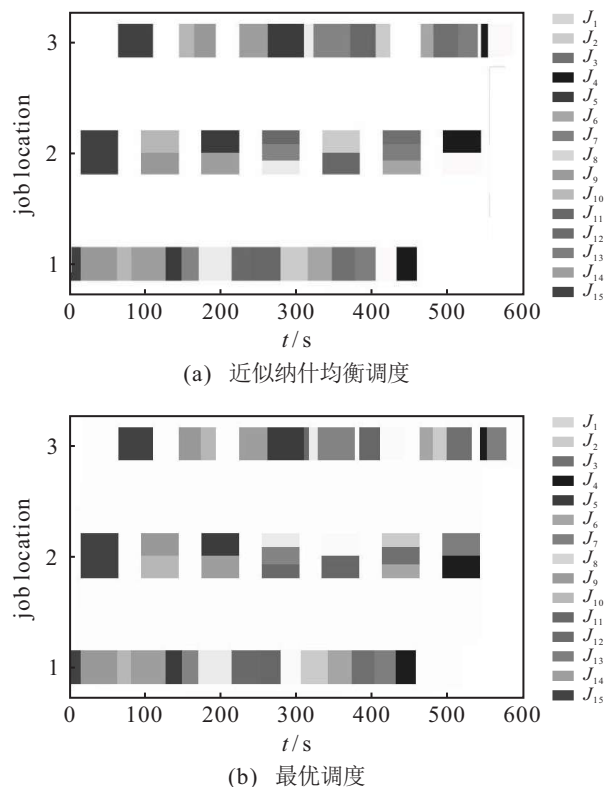 3
2
1
job location
0 100 200 300 400 500 600
t/s
J₁
J₂
J₃
J₄
J₅
J₆
J₇
J₈
J₉
J₁₀
J₁₁
J₁₂
J₁₃
J₁₄
J₁₅
(a) 近似纳什均衡调度
3
2
1
job location
0 100 200 300 400 500 600
t/s
J₁
J₂
J₃
J₄
J₅
J₆
J₇
J₈
J₉
J₁₀
J₁₁
J₁₂
J₁₃
J₁₄
J₁₅
(b) 最优调度